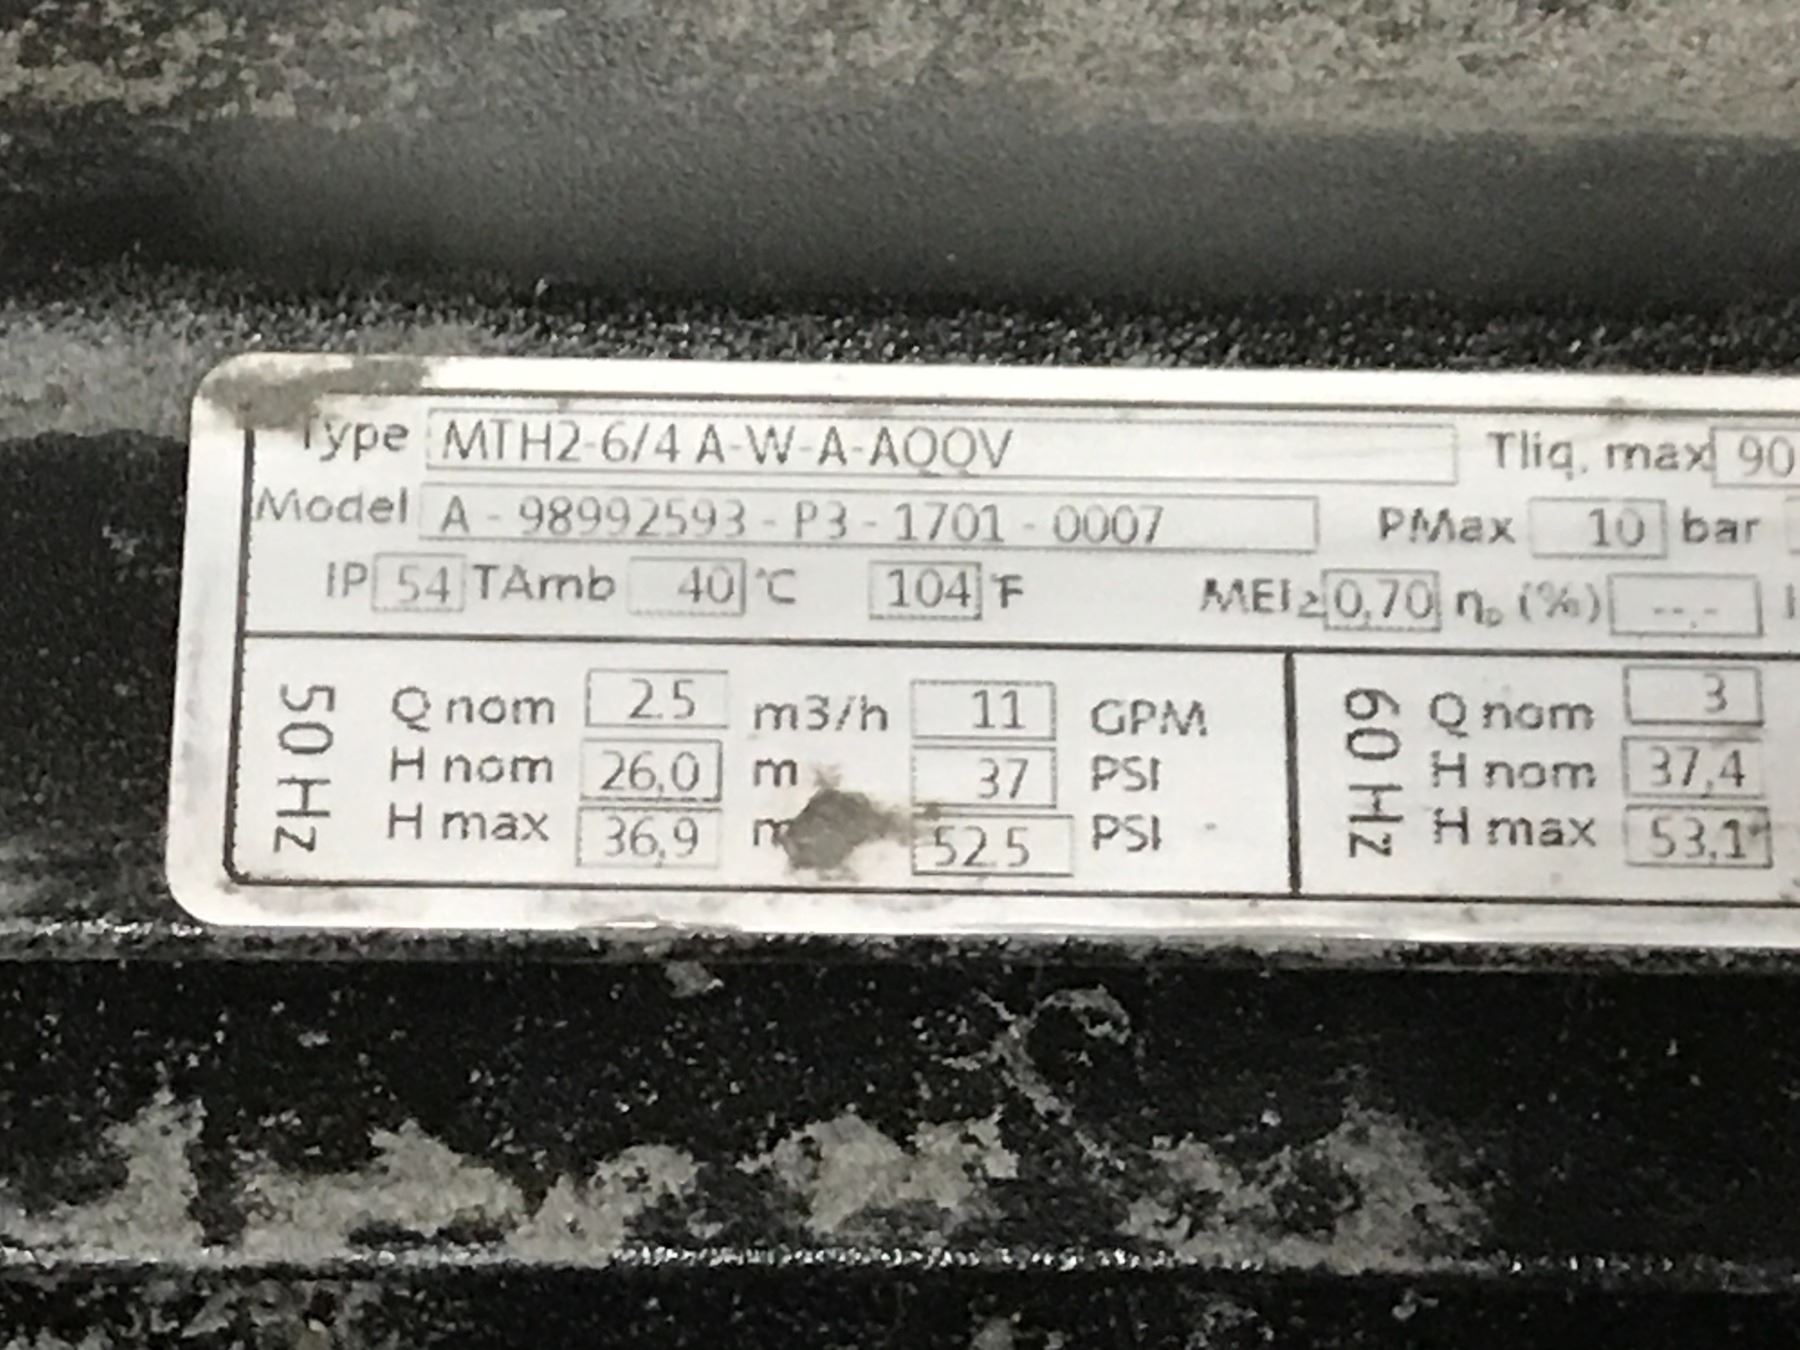 Type MTH2-6/4 A-W-A-AQQV Tliq. max 90
Model A - 98992593 - P3 - 1701 - 0007 PMax 10 bar
IP 54 TAmb 40 °C 104 °F MEI ≥ 0,70 ηp (%) --.-
50 Hz
Q nom 2.5 m3/h 11 GPM
H nom 26,0 m 37 PSI
H max 36,9 m 52.5 PSI
60 Hz
Q nom 3
H nom 37,4
H max 53,1